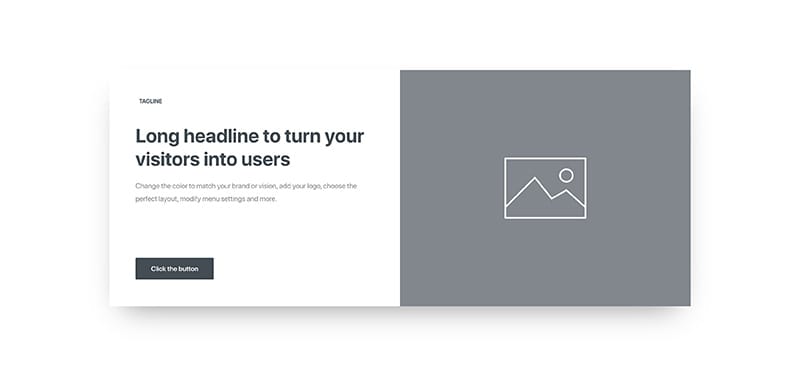 TAGLINE
Long headline to turn your
visitors into users
Change the color to match your brand or vision, add your logo, choose the
perfect layout, modify menu settings and more.
Click the button